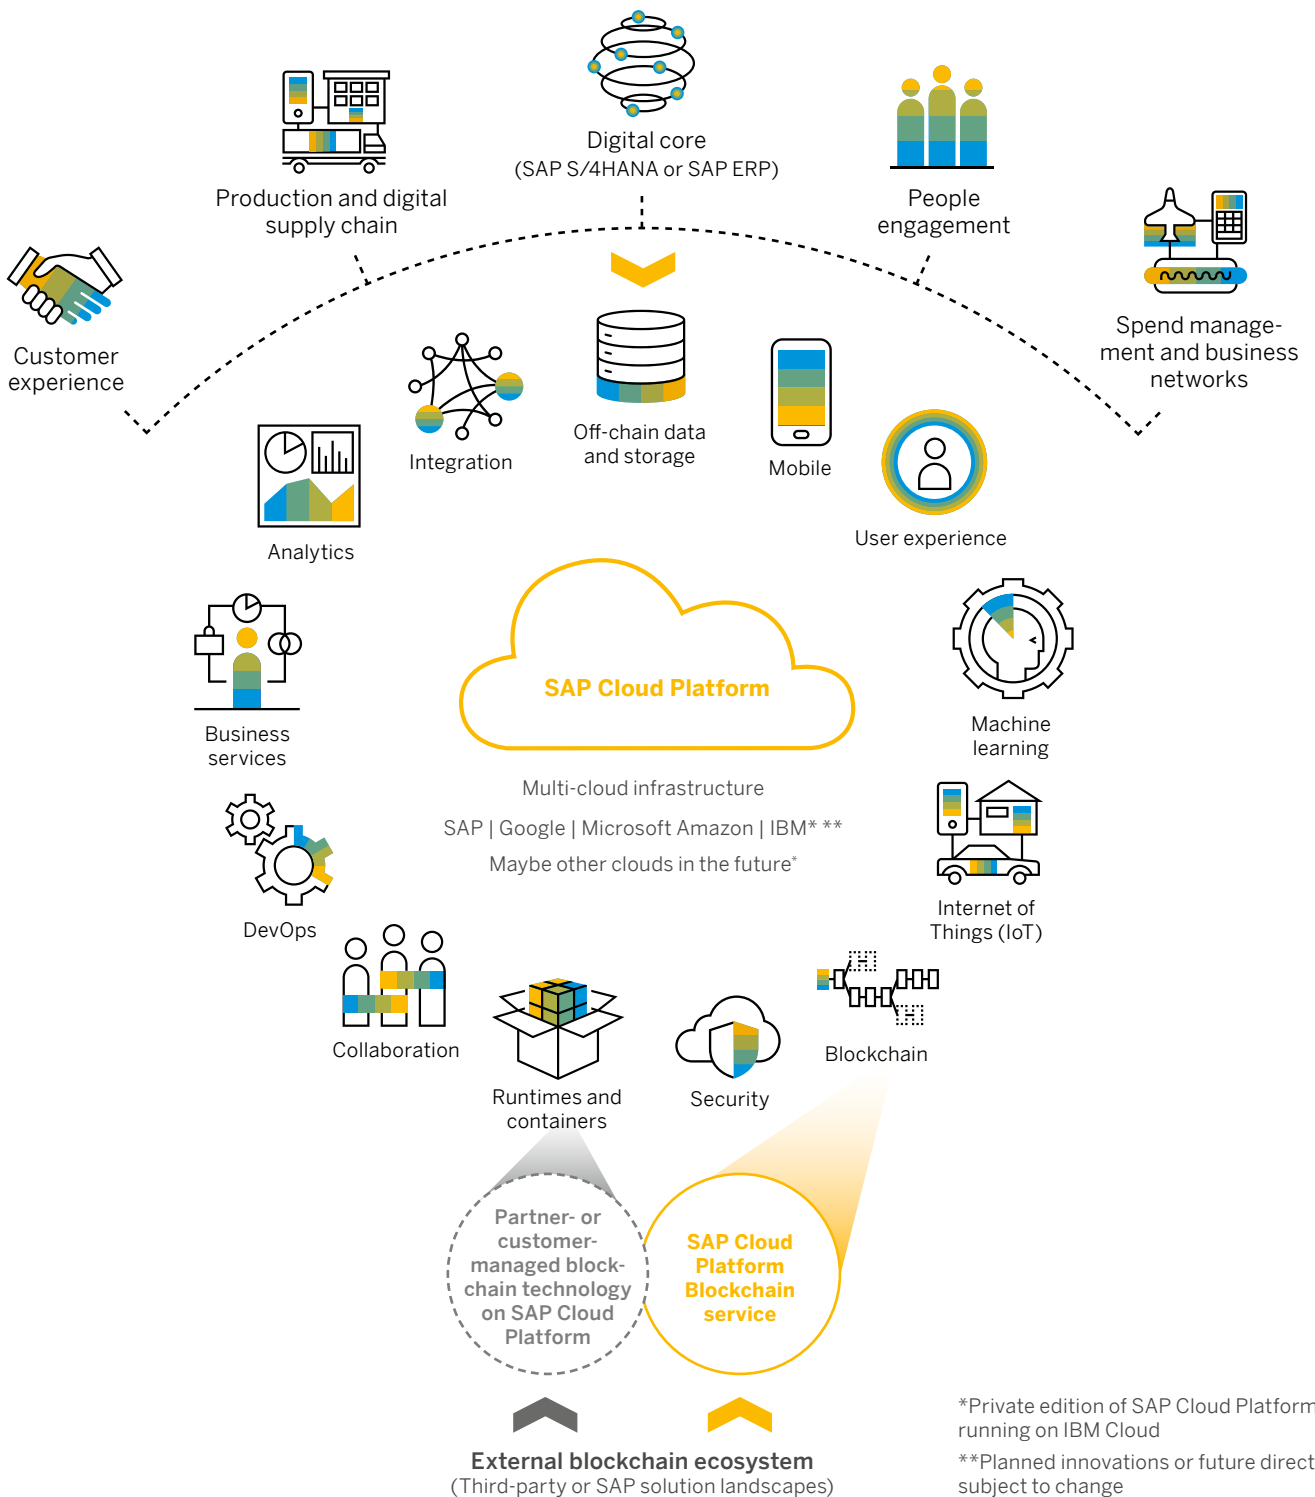 Digital core
(SAP S/4HANA or SAP ERP)
Production and digital
supply chain
People
engagement
Customer
experience
Spend manage-
ment and business
networks
Integration
Off-chain data
and storage
Mobile
Analytics
User experience
SAP Cloud Platform
Business
services
Machine
learning
Multi-cloud infrastructure
SAP | Google | Microsoft Amazon | IBM* **
Maybe other clouds in the future*
DevOps
Internet of
Things (IoT)
Collaboration
Runtimes and
containers
Security
Blockchain
Partner- or
customer-
managed block-
chain technology
on SAP Cloud
Platform
SAP Cloud
Platform
Blockchain
service
External blockchain ecosystem
(Third-party or SAP solution landscapes)
*Private edition of SAP Cloud Platform
running on IBM Cloud
**Planned innovations or future direct
subject to change